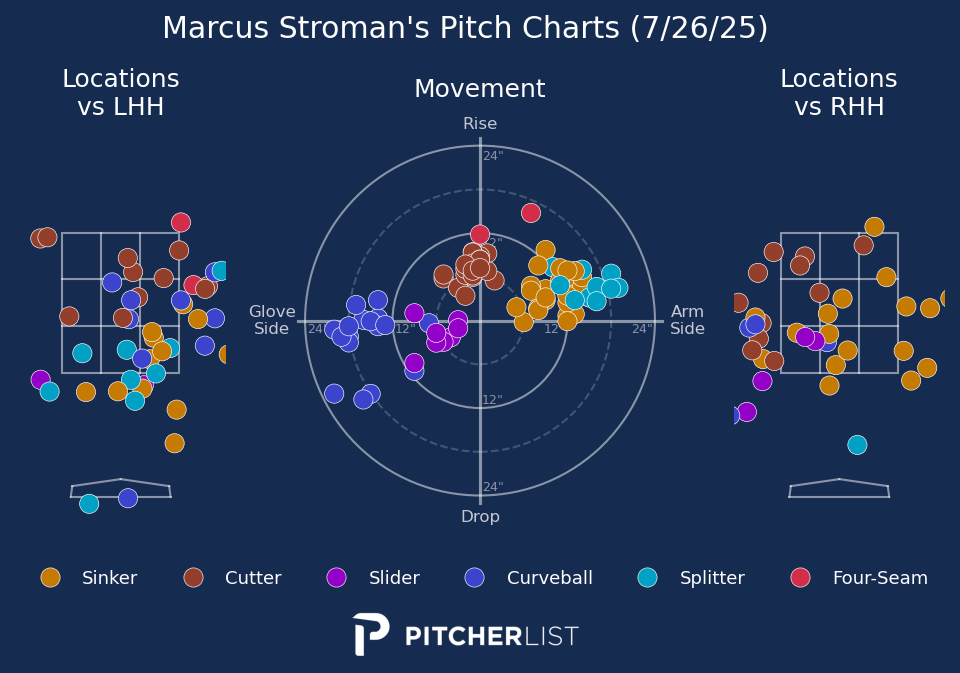 Marcus Stroman's Pitch Charts (7/26/25)
Locations
vs LHH
Movement
Locations
vs RHH
Rise
24"
12"
Glove
Side
24"
12"
12"
24"
Arm
Side
12"
24"
Drop
Sinker
Cutter
Slider
Curveball
Splitter
Four-Seam
PITCHERLIST